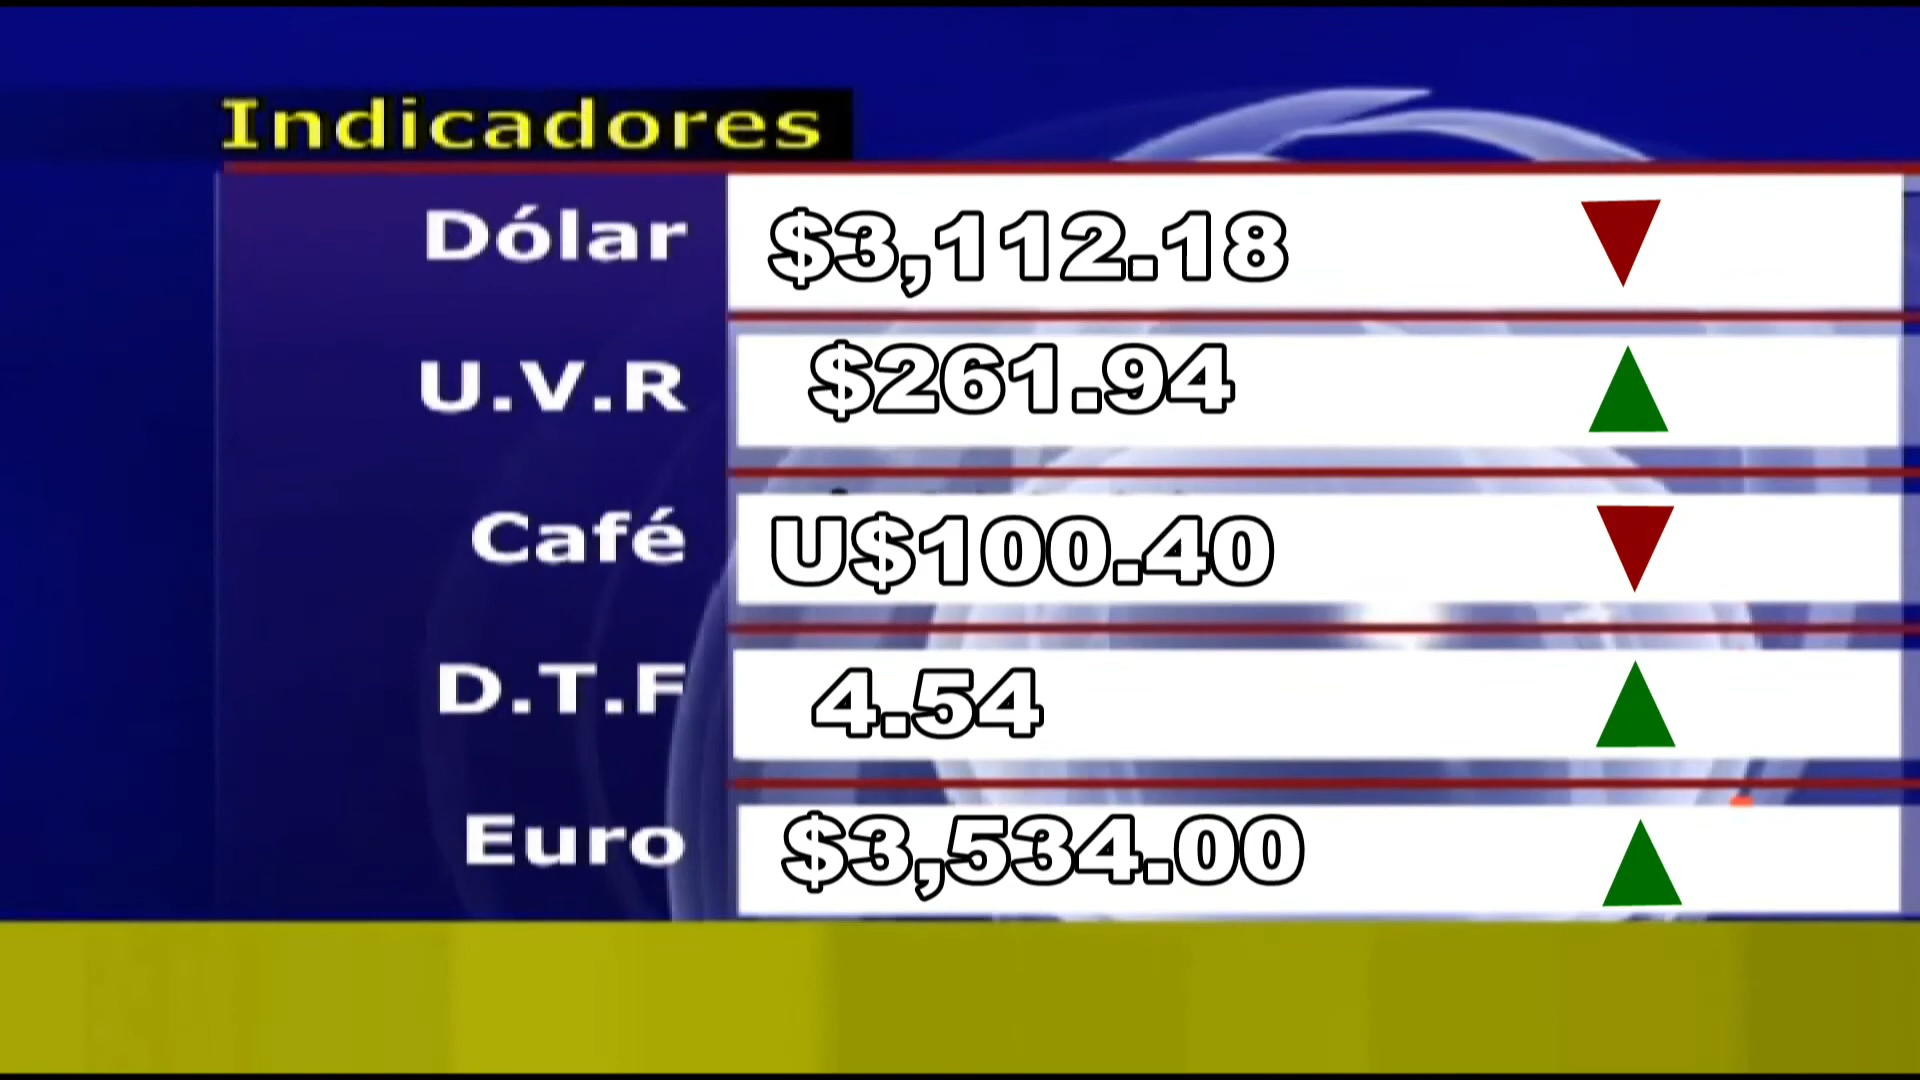 Indicadores
Dólar $3,112.18
U.V.R $261.94
Café U$100.40
D.T.F 4.54
Euro $3,534.00